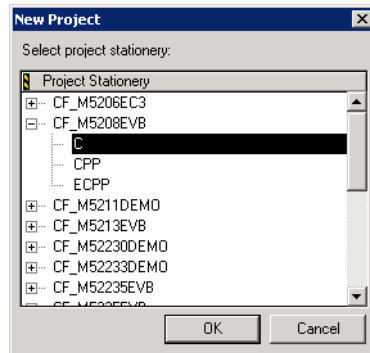 New Project
Select project stationery:
Project Stationery
CF_M5206EC3
CF_M5208EVB
C
CPP
ECPP
CF_M5211DEMO
CF_M5213EVB
CF_M52230DEMO
CF_M52233DEMO
CF_M52235EVB
OK
Cancel